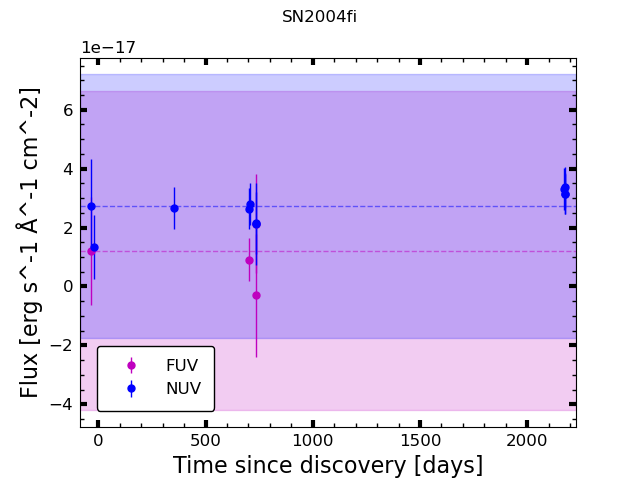 SN2004fi
1e−17
6
4
2
0
−2
−4
Flux [erg s^-1 Å^-1 cm^-2]
FUV
NUV
0 500 1000 1500 2000
Time since discovery [days]